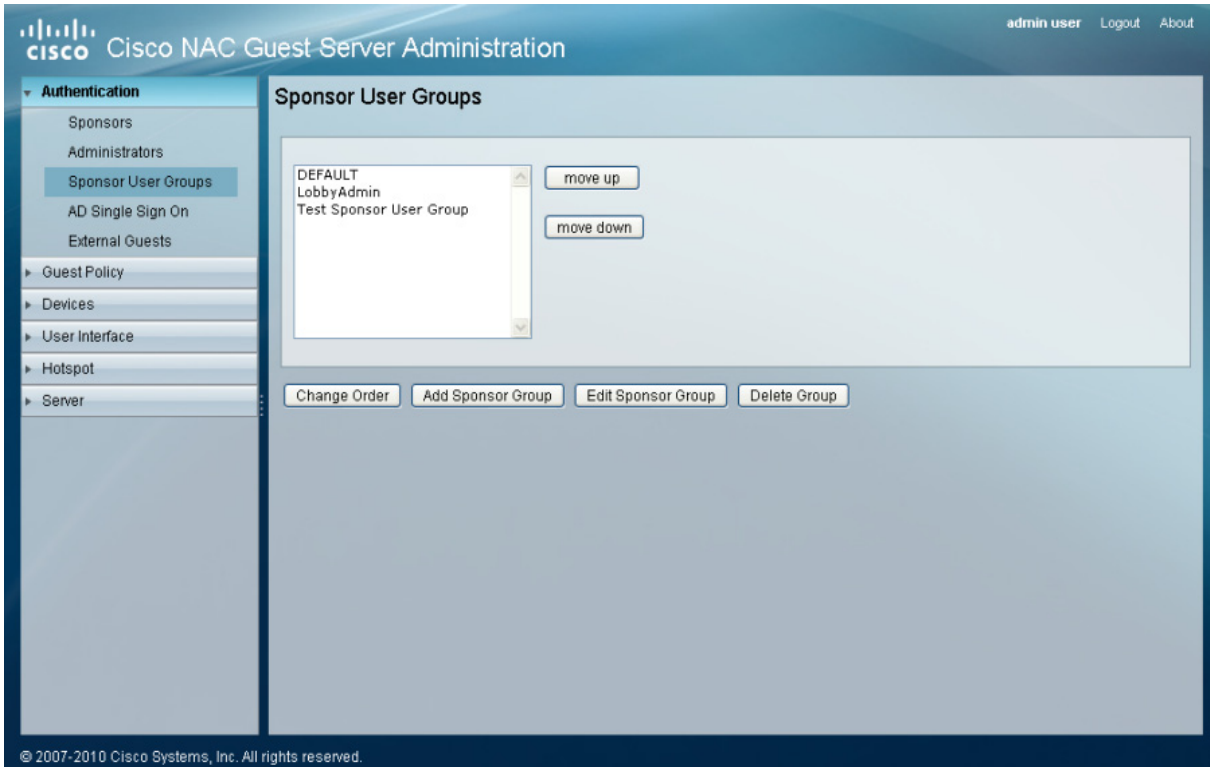 admin user Logout About
CISCO Cisco NAC Guest Server Administration
Authentication
Sponsors
Administrators
Sponsor User Groups
AD Single Sign On
External Guests
Guest Policy
Devices
User Interface
Hotspot
Server
Sponsor User Groups
DEFAULT
LobbyAdmin
Test Sponsor User Group
move up
move down
Change Order Add Sponsor Group Edit Sponsor Group Delete Group
© 2007-2010 Cisco Systems, Inc. All rights reserved.